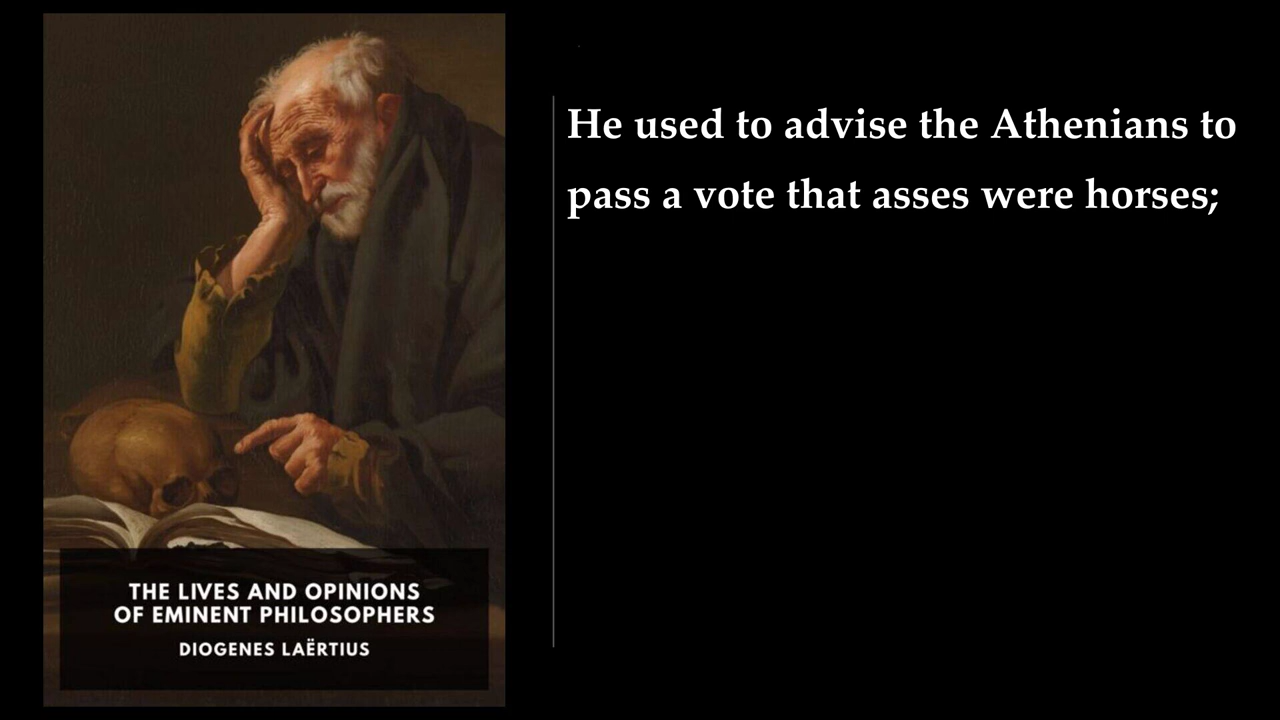 He used to advise the Athenians to
pass a vote that asses were horses;
THE LIVES AND OPINIONS
OF EMINENT PHILOSOPHERS
DIOGENES LAËRTIUS